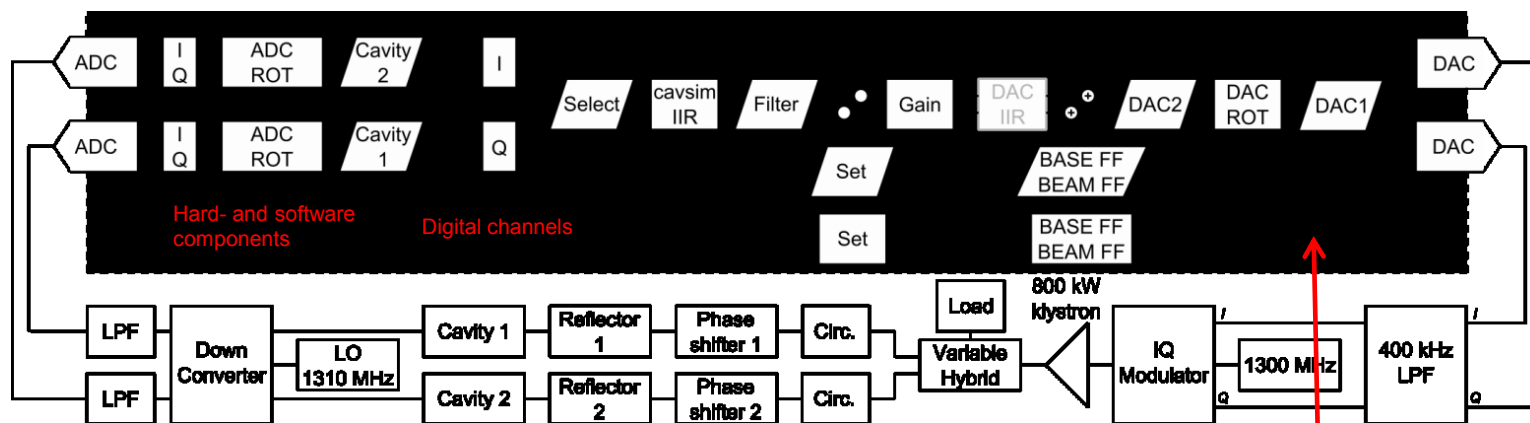 ADC
I
Q
ADC
ROT
Cavity
2
I
DAC
Select
cavsim
IIR
Filter
Gain
DAC
IIR
DAC2
DAC
ROT
DAC1
ADC
I
Q
ADC
ROT
Cavity
1
Q
DAC
Set
BASE FF
BEAM FF
Hard- and software
components
Digital channels
Set
BASE FF
BEAM FF
800 kW
klystron
Load
LPF
Down
Converter
LO
1310 MHz
Cavity 1
Reflector
1
Phase
shifter 1
Circ.
Variable
Hybrid
IQ
Modulator
I
1300 MHz
400 kHz
LPF
I
LPF
Cavity 2
Reflector
2
Phase
shifter 2
Circ.
Q
Q